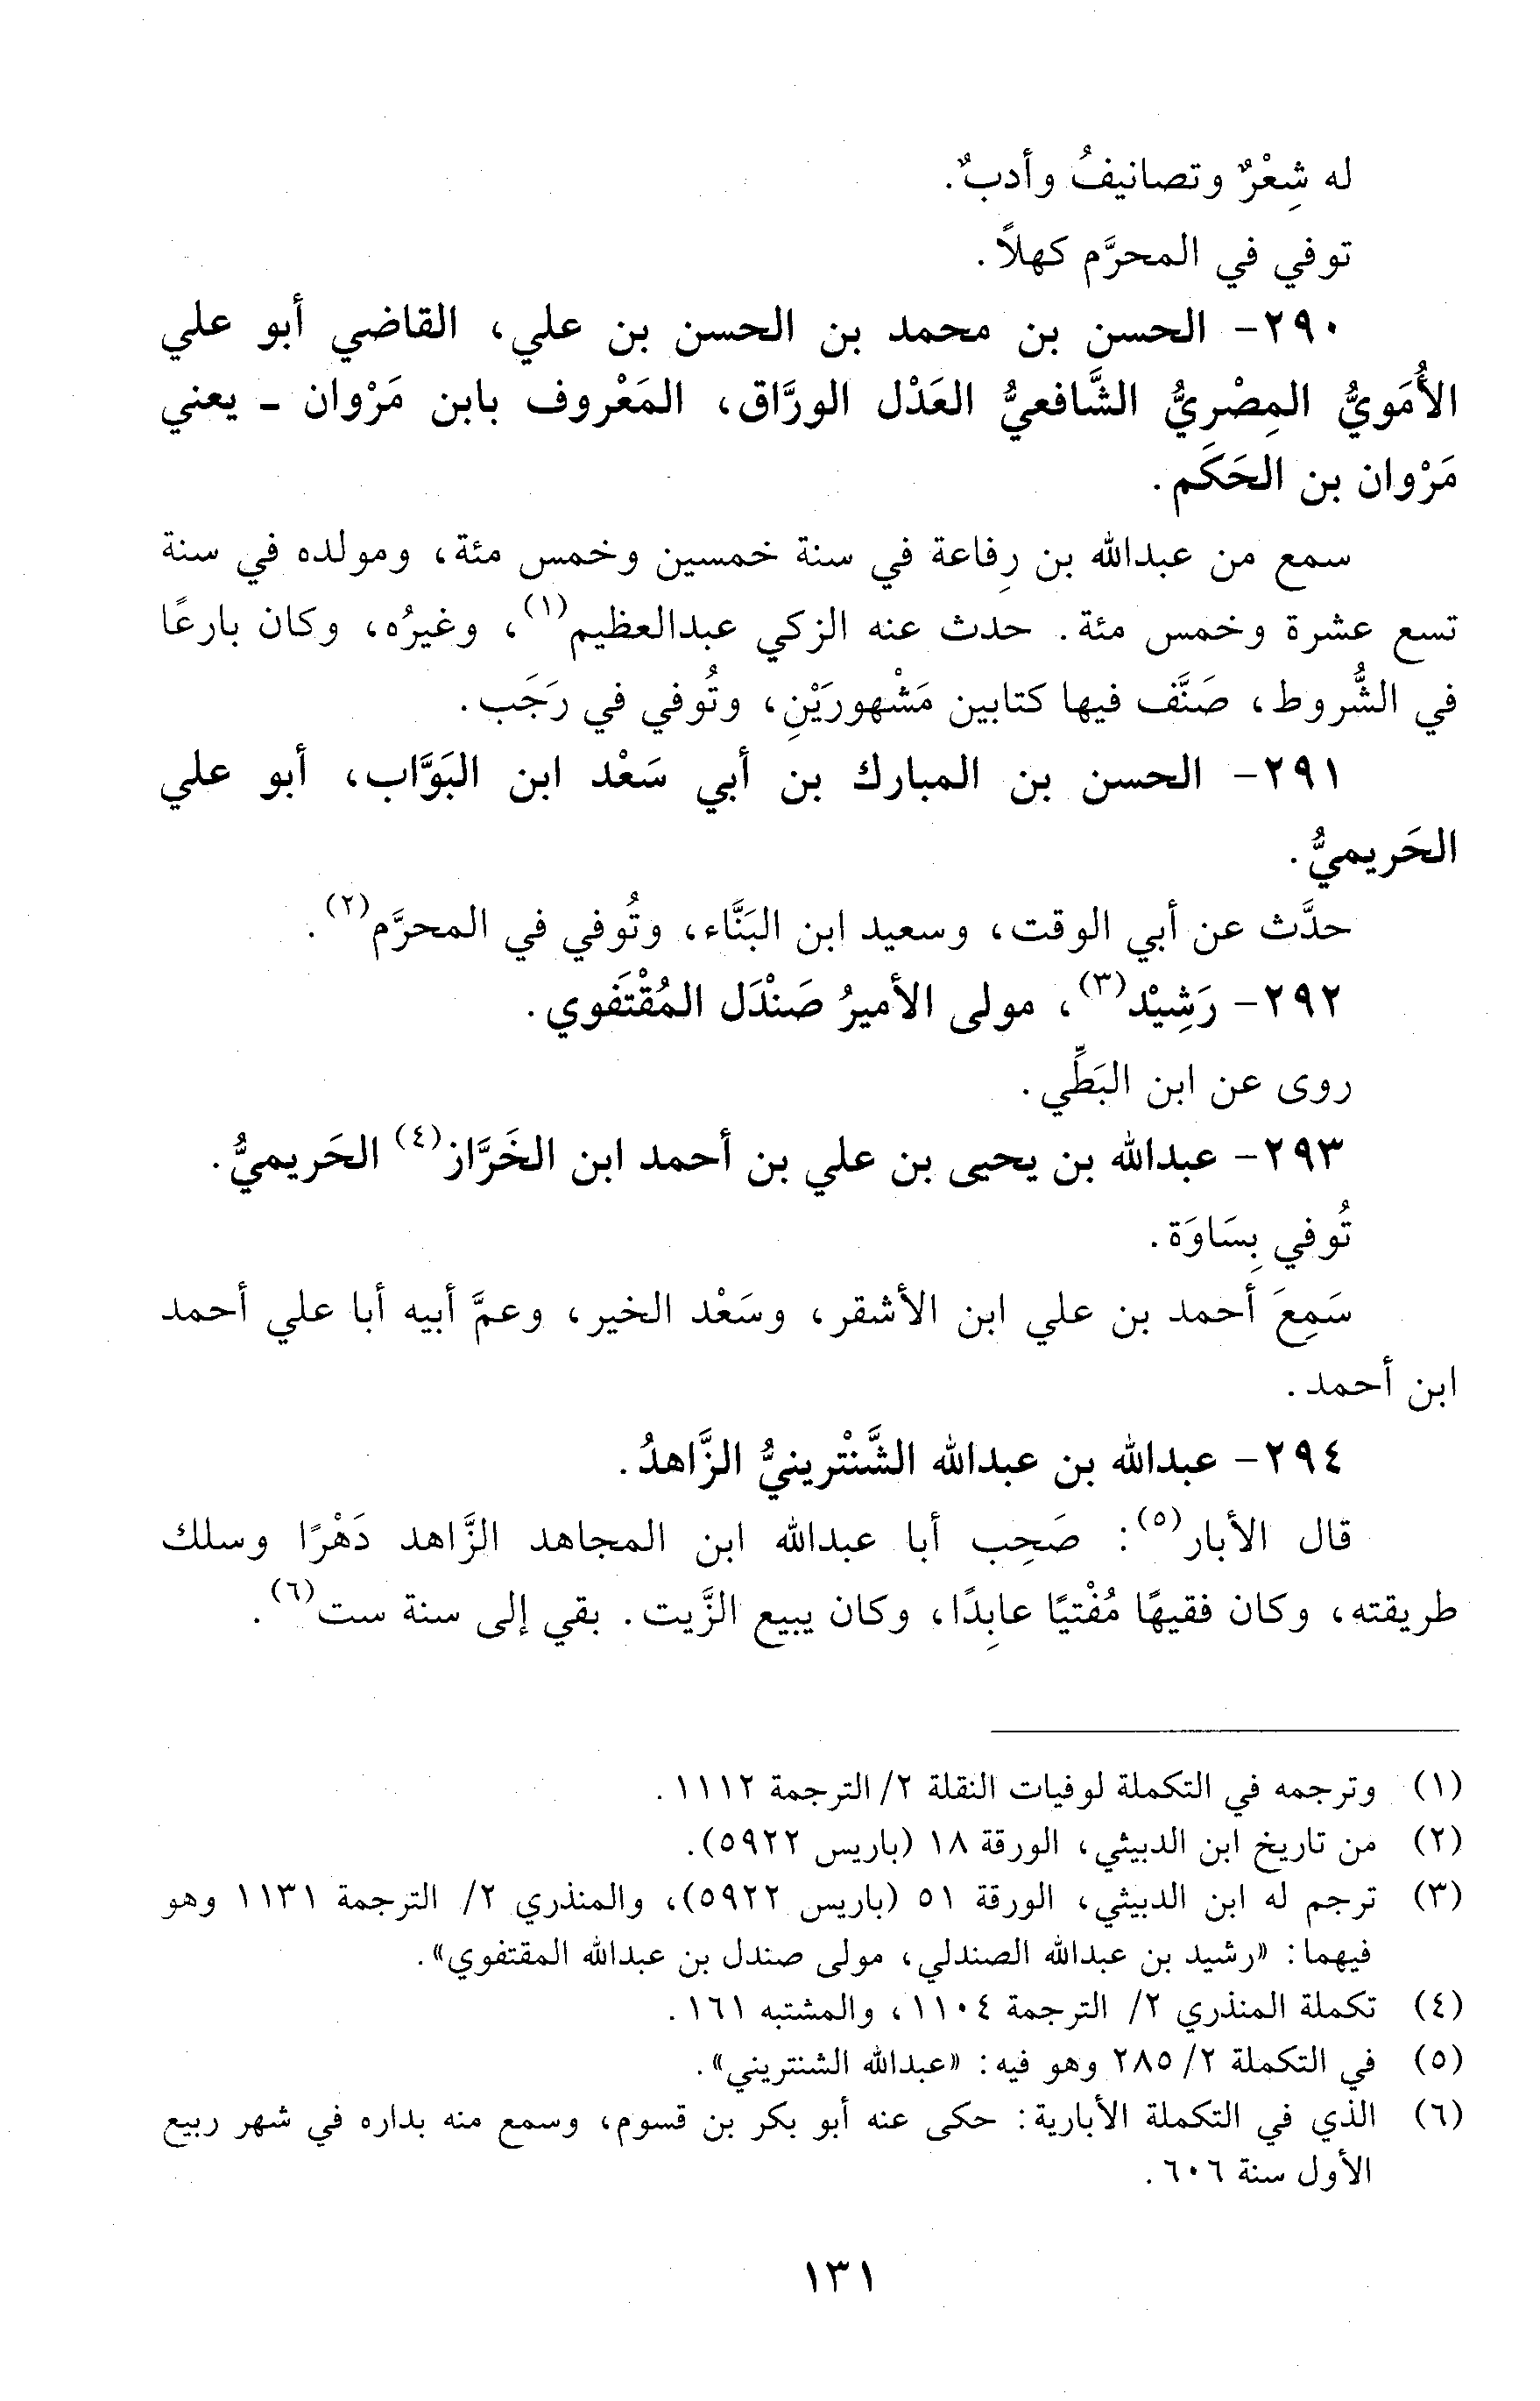 له شِعْرٌ وتصانيفُ وأدبٌ.
توفي في المحرَّم كهلاً.
٢٩٠- الحسن بن محمد بن الحسن بن علي، القاضي أبو علي
الأُمَويُّ المِصْريُّ الشَّافعيُّ العَدْل الورَّاق، المَعْروف بابن مَرْوان - يعني
مَرْوان بن الحَكَم.
سمع من عبدالله بن رِفاعة في سنة خمسين وخمس مئة، ومولده في سنة
تسع عشرة وخمس مئة. حدث عنه الزكي عبدالعظيم(١)، وغيرُه، وكان بارعًا
في الشُّروط، صَنَّف فيها كتابين مَشْهورَيْنِ، وتُوفي في رَجَب.
٢٩١- الحسن بن المبارك بن أبي سَعْد ابن البَوَّاب، أبو علي
الحَريميُّ.
حدَّث عن أبي الوقت، وسعيد ابن البَنَّاء، وتُوفي في المحرَّم(٢).
٢٩٢- رَشِيْد(٣)، مولى الأميرُ صَنْدَل المُقْتَفوي.
روى عن ابن البَطِّي.
٢٩٣- عبدالله بن يحيى بن علي بن أحمد ابن الخَرَّاز(٤) الحَريميُّ.
تُوفي بِسَاوَة.
سَمِعَ أحمد بن علي ابن الأشقر، وسَعْد الخير، وعمَّ أبيه أبا علي أحمد
ابن أحمد.
٢٩٤- عبدالله بن عبدالله الشَّنْترينيُّ الزَّاهدُ.
قال الأبار(٥): صَحِب أبا عبدالله ابن المجاهد الزَّاهد دَهْرًا وسلك
طريقته، وكان فقيهًا مُفْتيًا عابِدًا، وكان يبيع الزَّيت. بقي إلى سنة ست(٦).
(١) وترجمه في التكملة لوفيات النقلة ٢/ الترجمة ١١١٢.
(٢) من تاريخ ابن الدبيثي، الورقة ١٨ (باريس ٥٩٢٢).
(٣) ترجم له ابن الدبيثي، الورقة ٥١ (باريس ٥٩٢٢)، والمنذري ٢/ الترجمة ١١٣١ وهو
فيهما: «رشيد بن عبدالله الصندلي، مولى صندل بن عبدالله المقتفوي».
(٤) تكملة المنذري ٢/ الترجمة ١١٠٤، والمشتبه ١٦١.
(٥) في التكملة ٢/ ٢٨٥ وهو فيه: «عبدالله الشنتريني».
(٦) الذي في التكملة الأبارية: حكى عنه أبو بكر بن قسوم، وسمع منه بداره في شهر ربيع
الأول سنة ٦٠٦.
١٣١